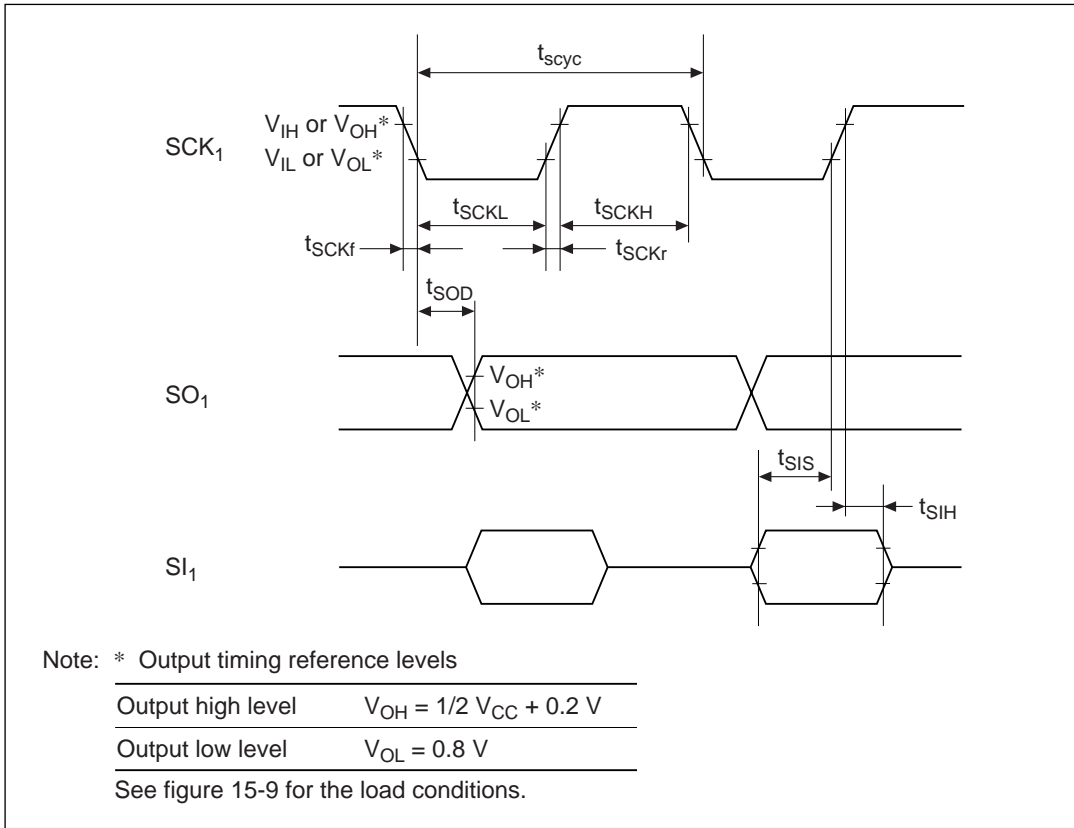 tscyc
VIH or VOH*
SCK1
VIL or VOL*
tSCKL
tSCKH
tSCKf
tSCKr
tSOD
VOH*
SO1
VOL*
tSIS
tSIH
SI1
Note: * Output timing reference levels
Output high level VOH = 1/2 VCC + 0.2 V
Output low level VOL = 0.8 V
See figure 15-9 for the load conditions.